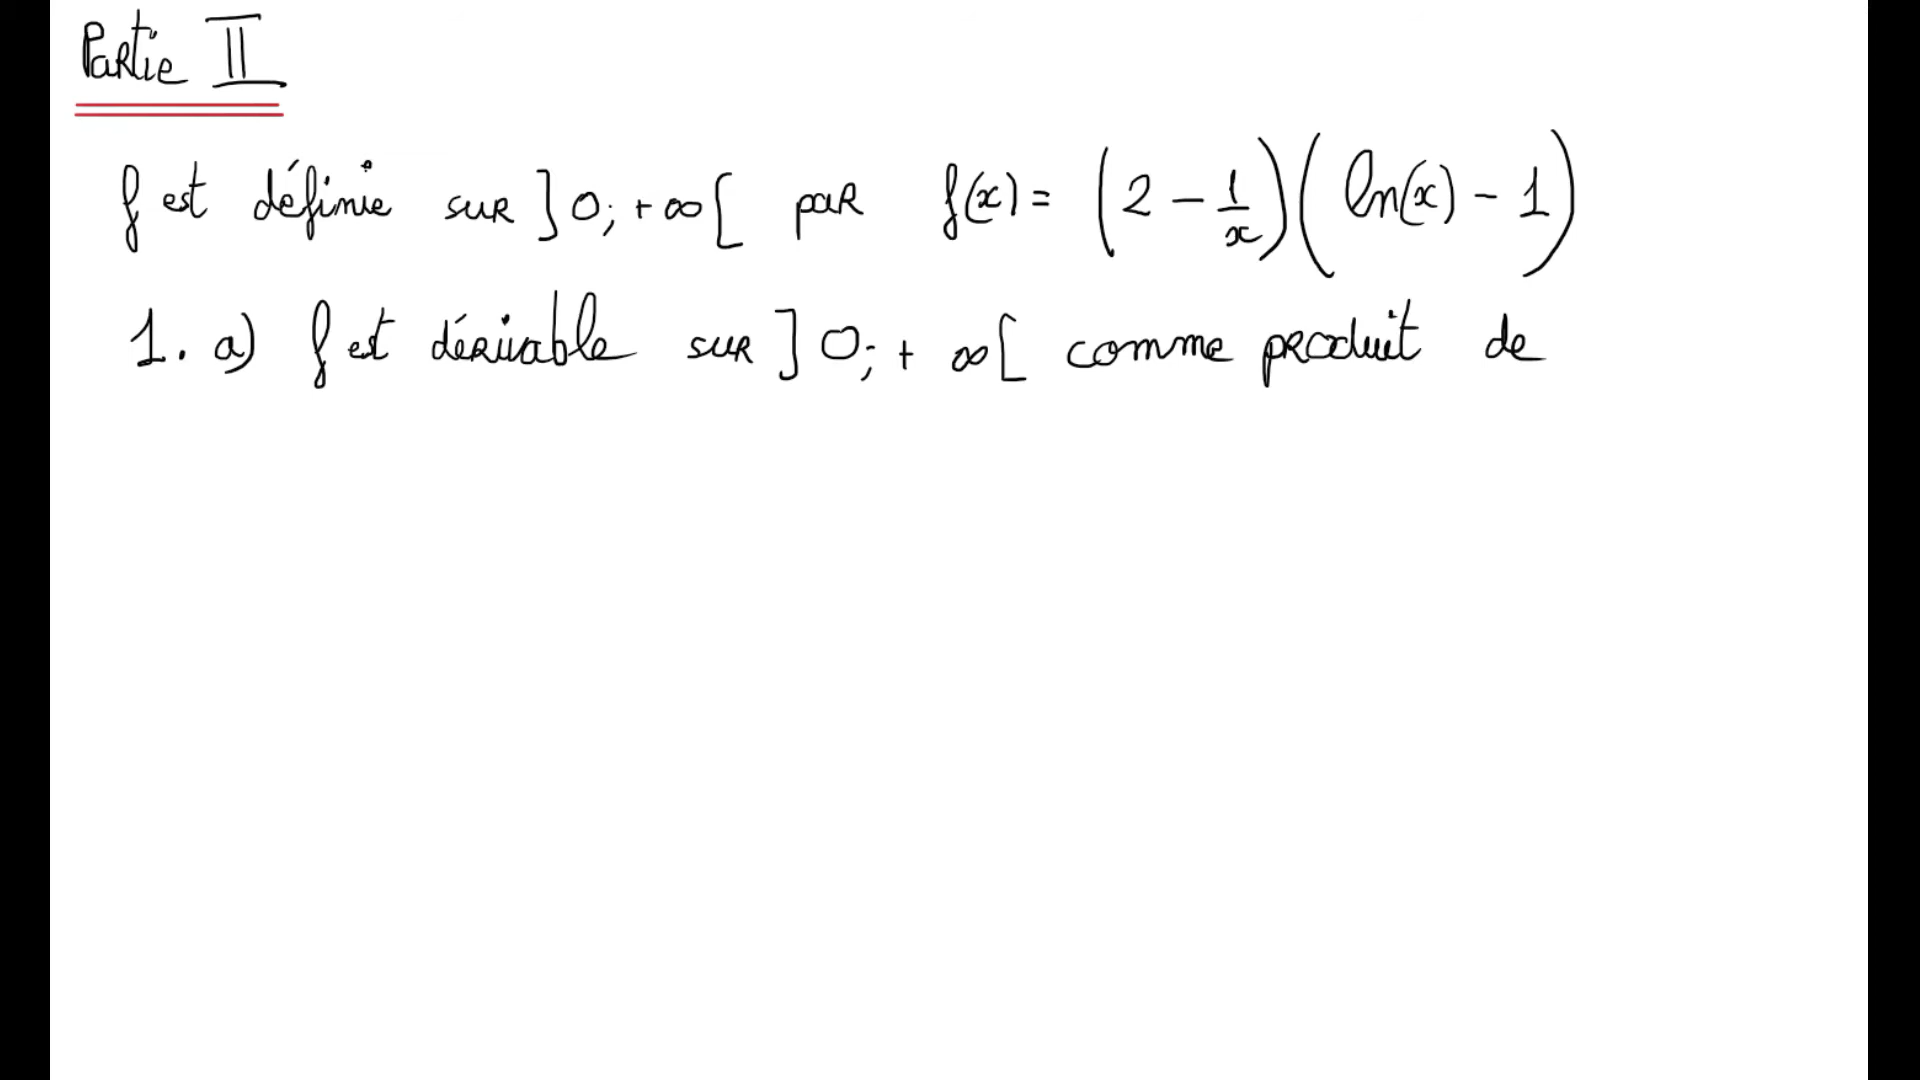 Partie II
f est définie sur ]0;+∞[ par f(x) = (2 - 1/x)(ln(x) - 1)
1. a) f est dérivable sur ]0;+∞[ comme produit de